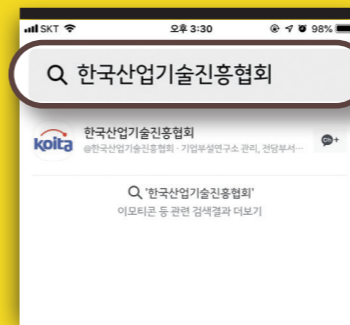 SKT 오후 3:30 98%
한국산업기술진흥협회
koita
한국산업기술진흥협회
@한국산업기술진흥협회 · 기업부설연구소 관리, 전담부서…
Ch+
'한국산업기술진흥협회'
이모티콘 등 관련 검색결과 더보기